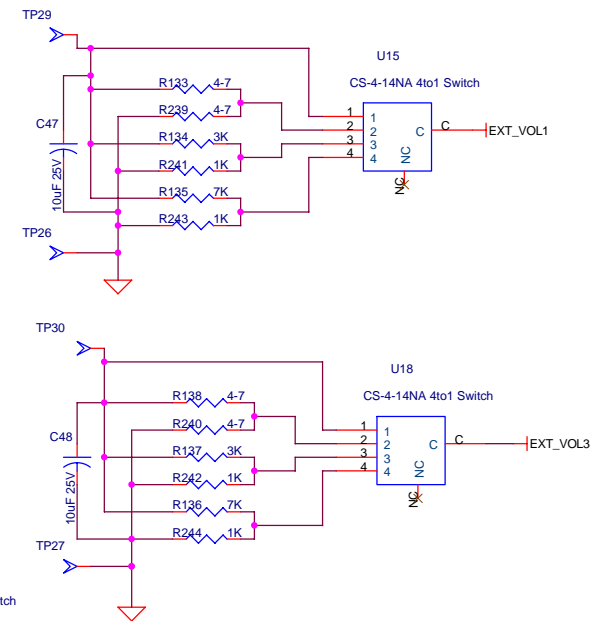 TP29
U15
CS-4-14NA 4to1 Switch
R133 4-7
R239 4-7
C47
R134 3K
R241 1K
10uF 25V
R135 7K
R243 1K
1 1
2 2
3 3
4 4
C C
EXT_VOL1
NC
NC
TP26
TP30
U18
CS-4-14NA 4to1 Switch
R138 4-7
R240 4-7
C48
R137 3K
R242 1K
10uF 25V
R136 7K
R244 1K
1 1
2 2
3 3
4 4
C C
EXT_VOL3
NC
NC
TP27
tch